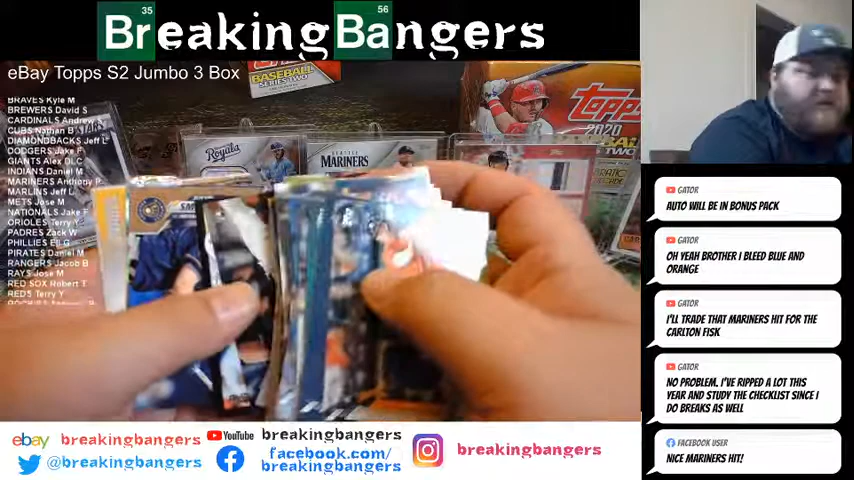 35
56
BreakingBangers
eBay Topps S2 Jumbo 3 Box
BASEBALL
Topps
2020
BRAVES Kyle M
BREWERS David S
CARDINALS Andrew
CUBS Nathan B
DIAMONDBACKS Jeff L
DODGERS Jake
GIANTS Alex DLC
INDIANS Daniel M
MARINERS Anthony P
MARLINS Jeff L
METS Jose M
NATIONALS Jake F
ORIOLES Terry Y
PADRES Zack W
PHILLIES Eli G
PIRATES Daniel M
RANGERS Jacob B
RAYS Jose M
RED SOX Robert T
REDS Terry Y
Royals
MARINERS
GATOR
AUTO WILL BE IN BONUS PACK
GATOR
OH YEAH BROTHER I BLEED BLUE AND
ORANGE
GATOR
I'LL TRADE THAT MARINERS HIT FOR THE
CARLTON FISK
GATOR
NO PROBLEM. I'VE RIPPED A LOT THIS
YEAR AND STUDY THE CHECKLIST SINCE I
DO BREAKS AS WELL
FACEBOOK USER
NICE MARINERS HIT!
ebay breakingbangers
YouTube breakingbangers
@breakingbangers
facebook.com/
breakingbangers
breakingbangers